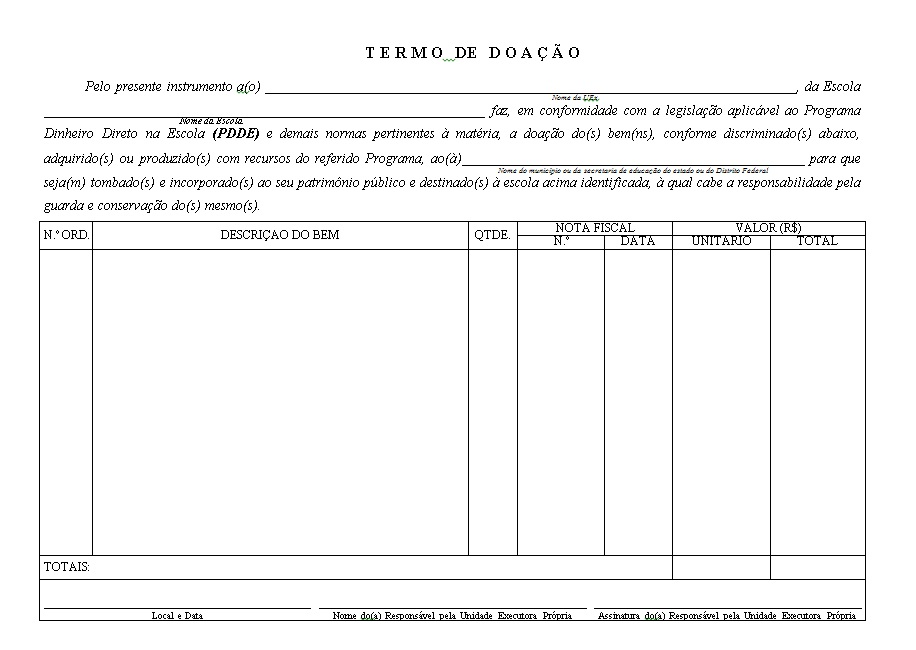 TERMO DE DOAÇÃO
Pelo presente instrumento a(o) ________________, da Escola
Nome da UEx
________________ faz, em conformidade com a legislação aplicável ao Programa
Nome da Escola
Dinheiro Direto na Escola (PDDE) e demais normas pertinentes à matéria, a doação do(s) bem(ns), conforme discriminado(s) abaixo,
adquirido(s) ou produzido(s) com recursos do referido Programa, ao(à)________________ para que
Nome do município ou da secretaria de educação do estado ou do Distrito Federal
seja(m) tombado(s) e incorporado(s) ao seu patrimônio público e destinado(s) à escola acima identificada, à qual cabe a responsabilidade pela
guarda e conservação do(s) mesmo(s).
N.º ORD. DESCRIÇAO DO BEM QTDE. NOTA FISCAL VALOR (R$)
N.º DATA UNITARIO TOTAL
TOTAIS:
Local e Data Nome do(a) Responsável pela Unidade Executora Própria Assinatura do(a) Responsável pela Unidade Executora Própria